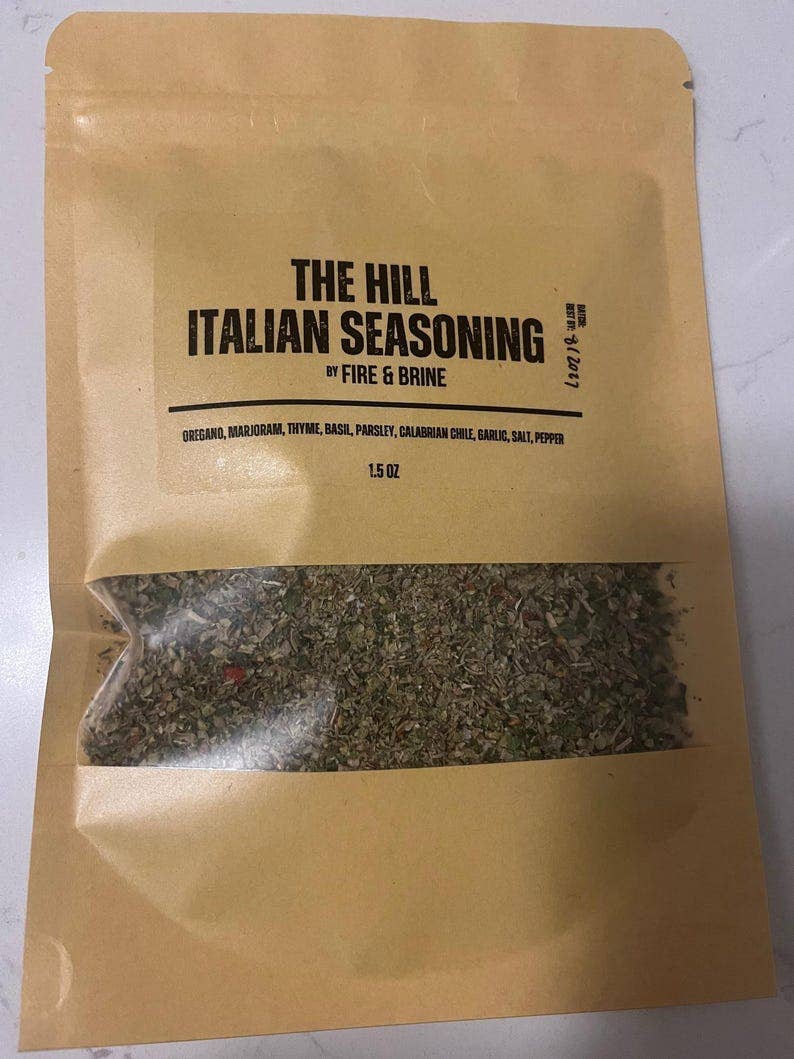 THE HILL
ITALIAN SEASONING
BY FIRE & BRINE
OREGANO, MARJORAM, THYME, BASIL, PARSLEY, CALABRIAN CHILE, GARLIC, SALT, PEPPER
1.5 OZ
BATCH:
BEST BY: 8/2027